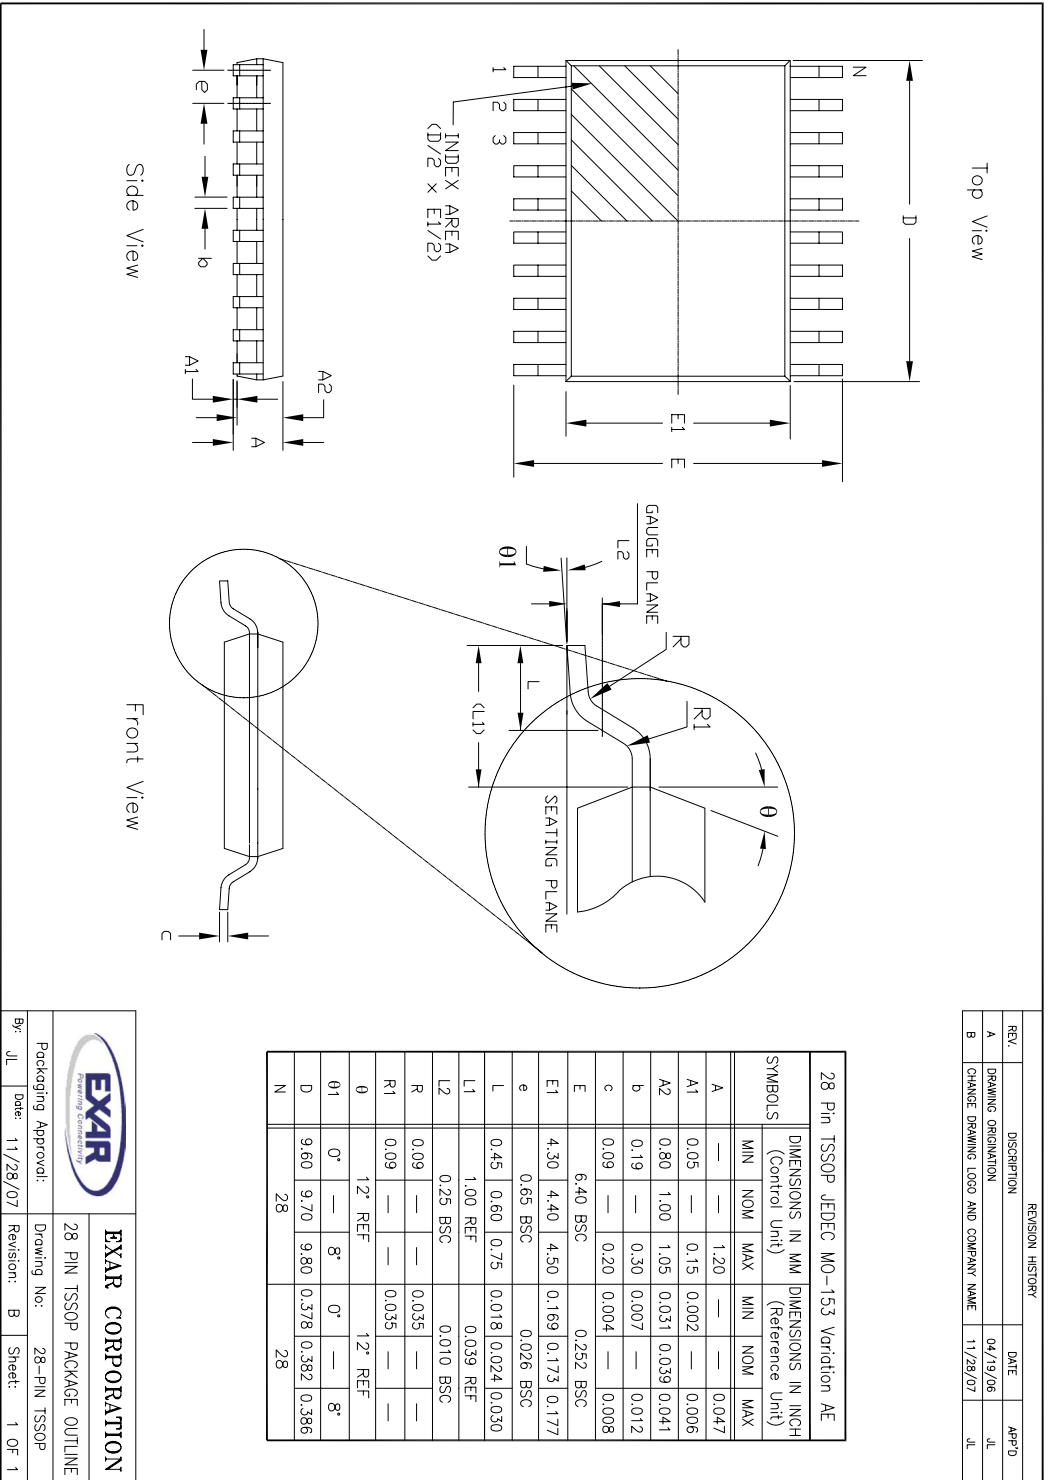 Top View
D
N
1
2
3
INDEX AREA
(D/2 x E1/2)
E1
E
e
b
A1
A2
A
Side View
GAUGE PLANE
L2
θ1
R
R1
L
(L1)
θ
SEATING PLANE
c
Front View
REVISION HISTORY
REV. DISCRIPTION DATE APP'D
A DRAWING ORIGINATION 04/19/06 JL
B CHANGE DRAWING LOGO AND COMPANY NAME 11/28/07 JL
28 Pin TSSOP JEDEC MO-153 Variation AE
SYMBOLS DIMENSIONS IN MM DIMENSIONS IN INCH
(Control Unit) (Reference Unit)
MIN NOM MAX MIN NOM MAX
A — — 1.20 — — 0.047
A1 0.05 — 0.15 0.002 — 0.006
A2 0.80 1.00 1.05 0.031 0.039 0.041
b 0.19 — 0.30 0.007 — 0.012
c 0.09 — 0.20 0.004 — 0.008
E 6.40 BSC 0.252 BSC
E1 4.30 4.40 4.50 0.169 0.173 0.177
e 0.65 BSC 0.026 BSC
L 0.45 0.60 0.75 0.018 0.024 0.030
L1 1.00 REF 0.039 REF
L2 0.25 BSC 0.010 BSC
R 0.09 — — 0.035 — —
R1 0.09 — — 0.035 — —
θ 12° REF 12° REF
θ1 0° — 8° 0° — 8°
D 9.60 9.70 9.80 0.378 0.382 0.386
N 28 28
EXAR
Powering Connectivity
EXAR CORPORATION
28 PIN TSSOP PACKAGE OUTLINE
Packaging Approval: Drawing No: 28-PIN TSSOP
By: JL Date: 11/28/07 Revision: B Sheet: 1 OF 1